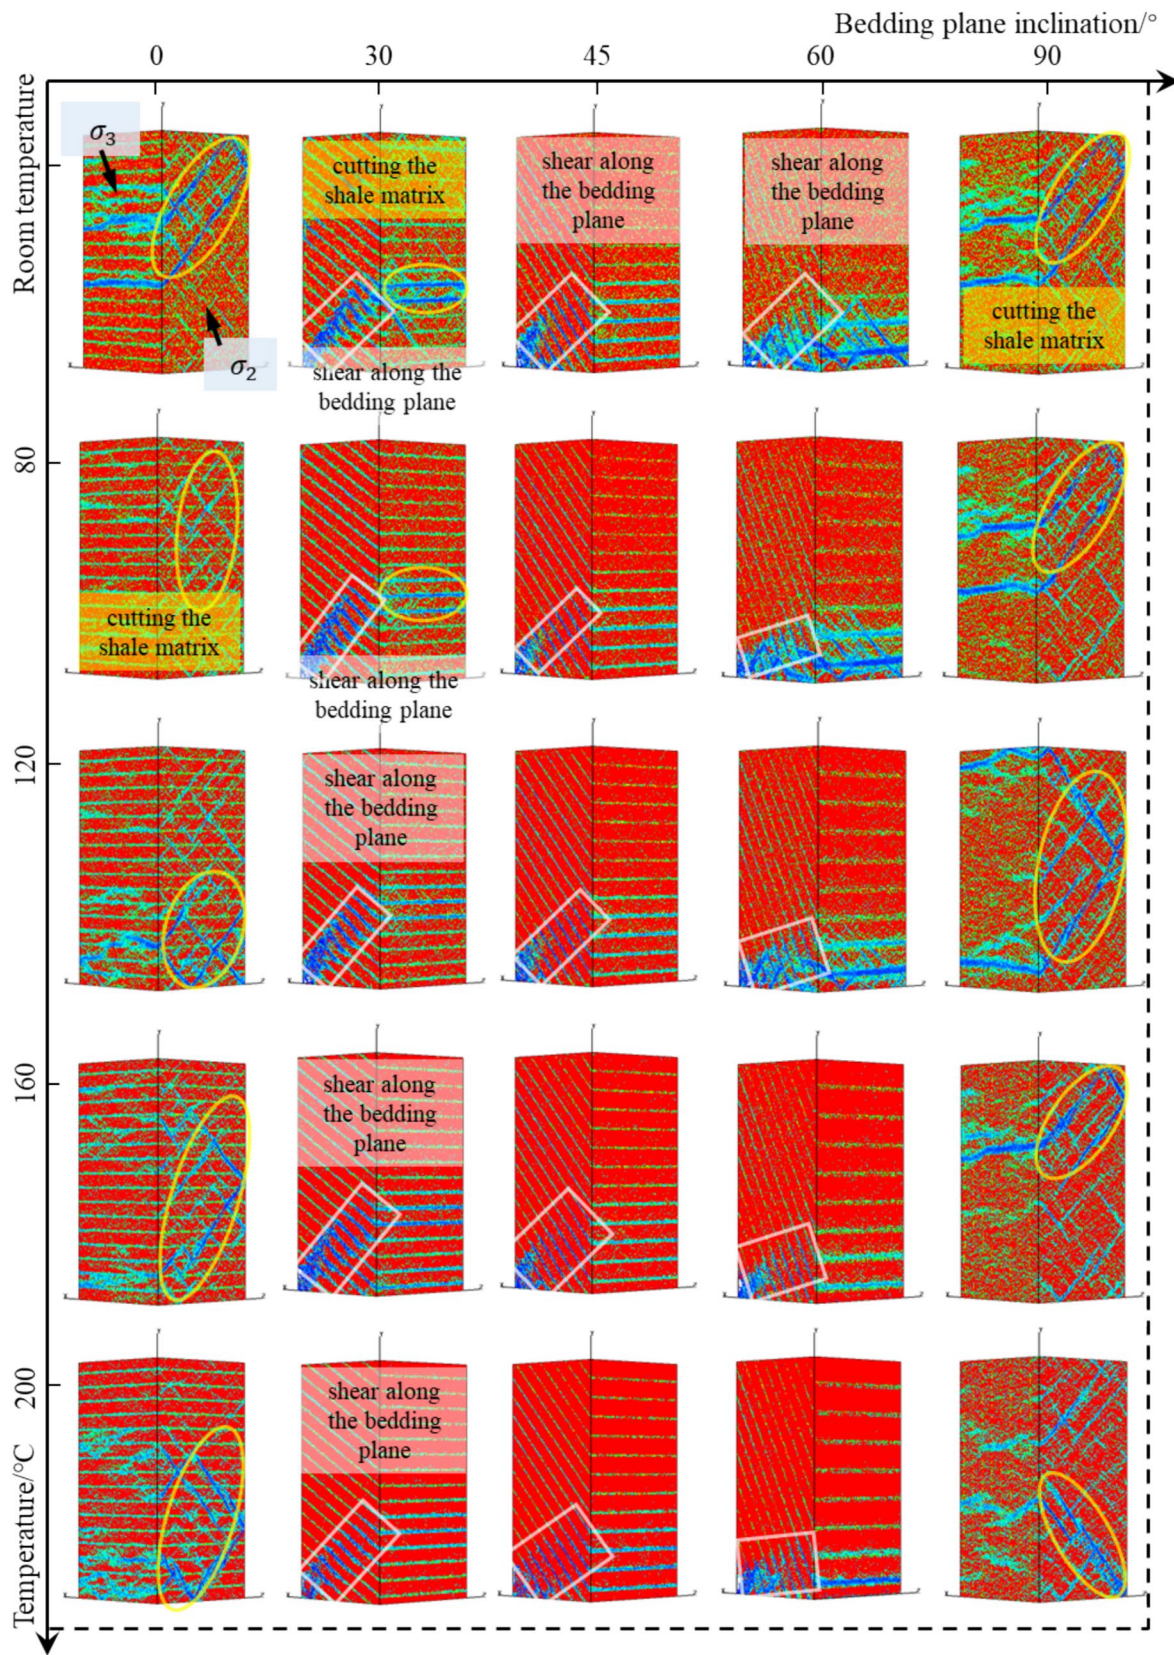 Bedding plane inclination/°
0
30
45
60
90
Room temperature
σ3
σ2
cutting the
shale matrix
shear along the
bedding plane
shear along
the bedding
plane
shear along
the bedding
plane
cutting the
shale matrix
80
cutting the
shale matrix
shear along the
bedding plane
120
shear along
the bedding
plane
160
shear along
the bedding
plane
200
shear along
the bedding
plane
Temperature/°C